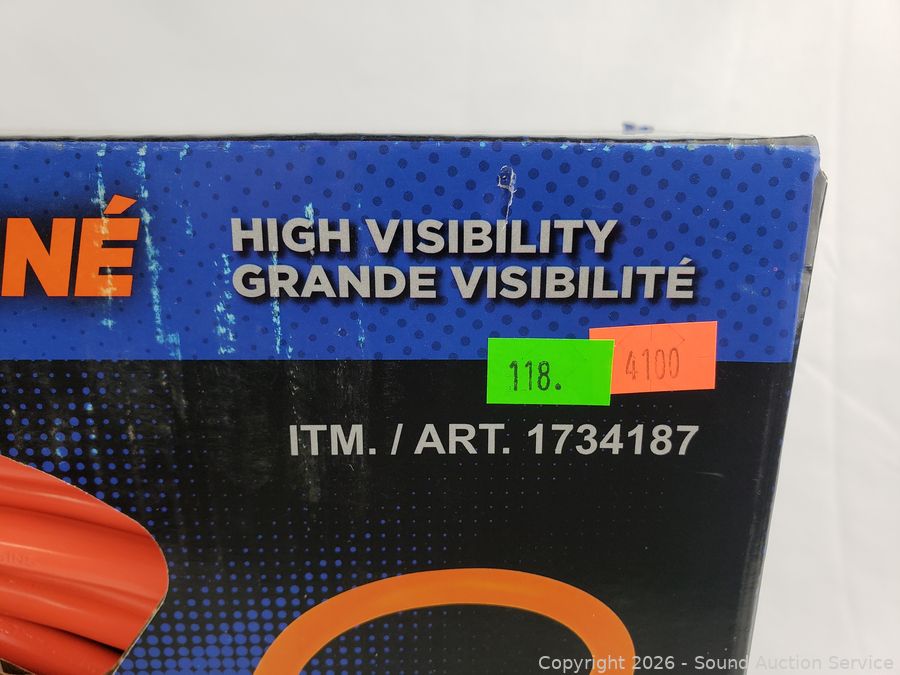 NÉ
HIGH VISIBILITY
GRANDE VISIBILITÉ
118.
4100
ITM. / ART. 1734187
Copyright 2026 - Sound Auction Service